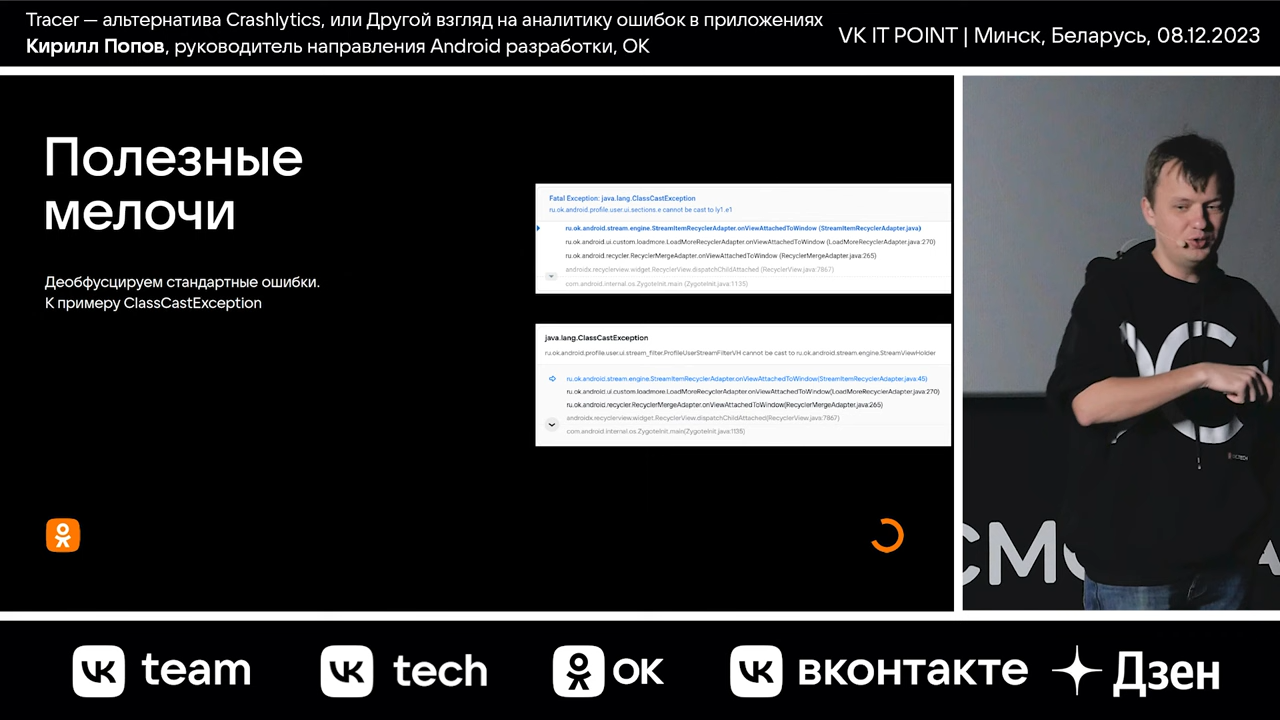 Tracer — альтернатива Crashlytics, или Другой взгляд на аналитику ошибок в приложениях
Кирилл Попов, руководитель направления Android разработки, ОК
VK IT POINT | Минск, Беларусь, 08.12.2023
Полезные
мелочи
Деобфусцируем стандартные ошибки.
К примеру ClassCastException
Fatal Exception: java.lang.ClassCastException
ru.ok.android.profile.user.ui.sections.e cannot be cast to ly1.e1
ru.ok.android.stream.engine.StreamItemRecyclerAdapter.onViewAttachedToWindow (StreamItemRecyclerAdapter.java)
ru.ok.android.ui.custom.loadmore.LoadMoreRecyclerAdapter.onViewAttachedToWindow (LoadMoreRecyclerAdapter.java:270)
ru.ok.android.recycler.RecyclerMergeAdapter.onViewAttachedToWindow (RecyclerMergeAdapter.java:265)
androidx.recyclerview.widget.RecyclerView.dispatchChildAttached (RecyclerView.java:7867)
com.android.internal.os.ZygoteInit.main (ZygoteInit.java:1135)
java.lang.ClassCastException
ru.ok.android.profile.user.ui.stream_filter.ProfileUserStreamFilterVH cannot be cast to ru.ok.android.stream.engine.StreamViewHolder
ru.ok.android.stream.engine.StreamItemRecyclerAdapter.onViewAttachedToWindow(StreamItemRecyclerAdapter.java:45)
ru.ok.android.ui.custom.loadmore.LoadMoreRecyclerAdapter.onViewAttachedToWindow(LoadMoreRecyclerAdapter.java:270)
ru.ok.android.recycler.RecyclerMergeAdapter.onViewAttachedToWindow(RecyclerMergeAdapter.java:265)
androidx.recyclerview.widget.RecyclerView.dispatchChildAttached(RecyclerView.java:7867)
com.android.internal.os.ZygoteInit.main(ZygoteInit.java:1135)
VK team
VK tech
ОК
VK вконтакте
Дзен